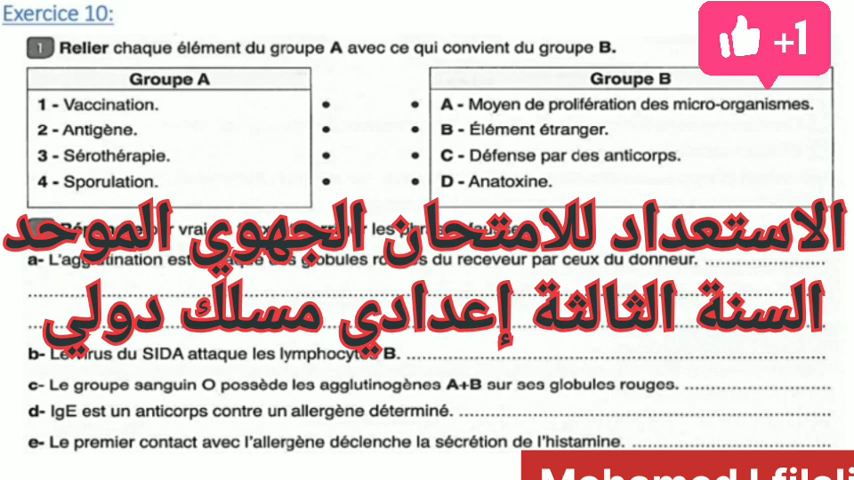 Exercice 10:
+1
1 Relier chaque élément du groupe A avec ce qui convient du groupe B.
Groupe A
Groupe B
1 - Vaccination.
A - Moyen de prolifération des micro-organismes.
2 - Antigène.
B - Élément étranger.
3 - Sérothérapie.
C - Défense par des anticorps.
4 - Sporulation.
D - Anatoxine.
الاستعداد للامتحان الجهوي الموحد
a- L'agglutination est des globules du receveur par ceux du donneur.
السنة الثالثة إعدادي مسلك دولي
b- Le virus du SIDA attaque les lymphocytes B.
c- Le groupe sanguin O possède les agglutinogènes A+B sur ses globules rouges.
d- IgE est un anticorps contre un allergène déterminé.
e- Le premier contact avec l'allergène déclenche la sécrétion de l'histamine.